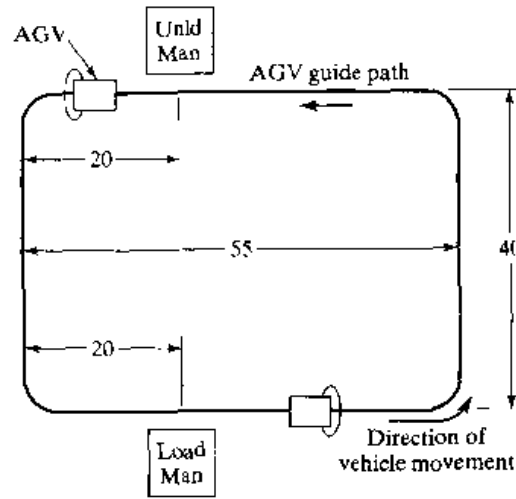 AGV
Unld
Man
AGV guide path
20
55
40
20
Load
Man
Direction of
vehicle movement